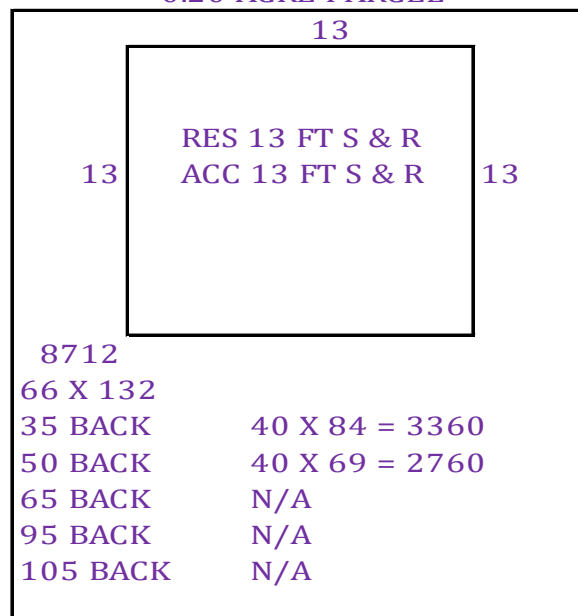 13
RES 13 FT S & R
13 ACC 13 FT S & R 13
8712
66 X 132
35 BACK 40 X 84 = 3360
50 BACK 40 X 69 = 2760
65 BACK N/A
95 BACK N/A
105 BACK N/A